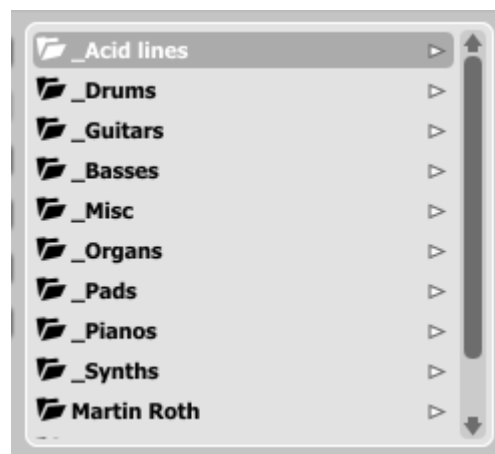 _Acid lines
_Drums
_Guitars
_Basses
_Misc
_Organs
_Pads
_Pianos
_Synths
Martin Roth